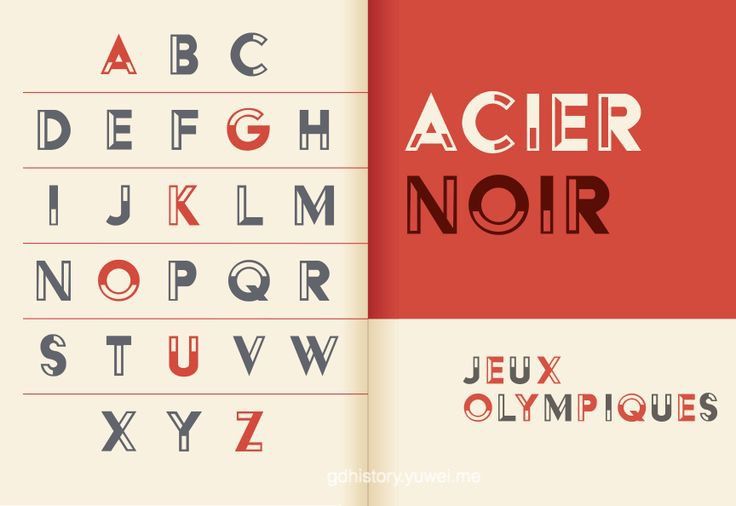 A B C
D E F G H
I J K L M
N O P Q R
S T U V W
X Y Z
ACIER
NOIR
JEUX
OLYMPIQUES
gdhistory.yuwei.me